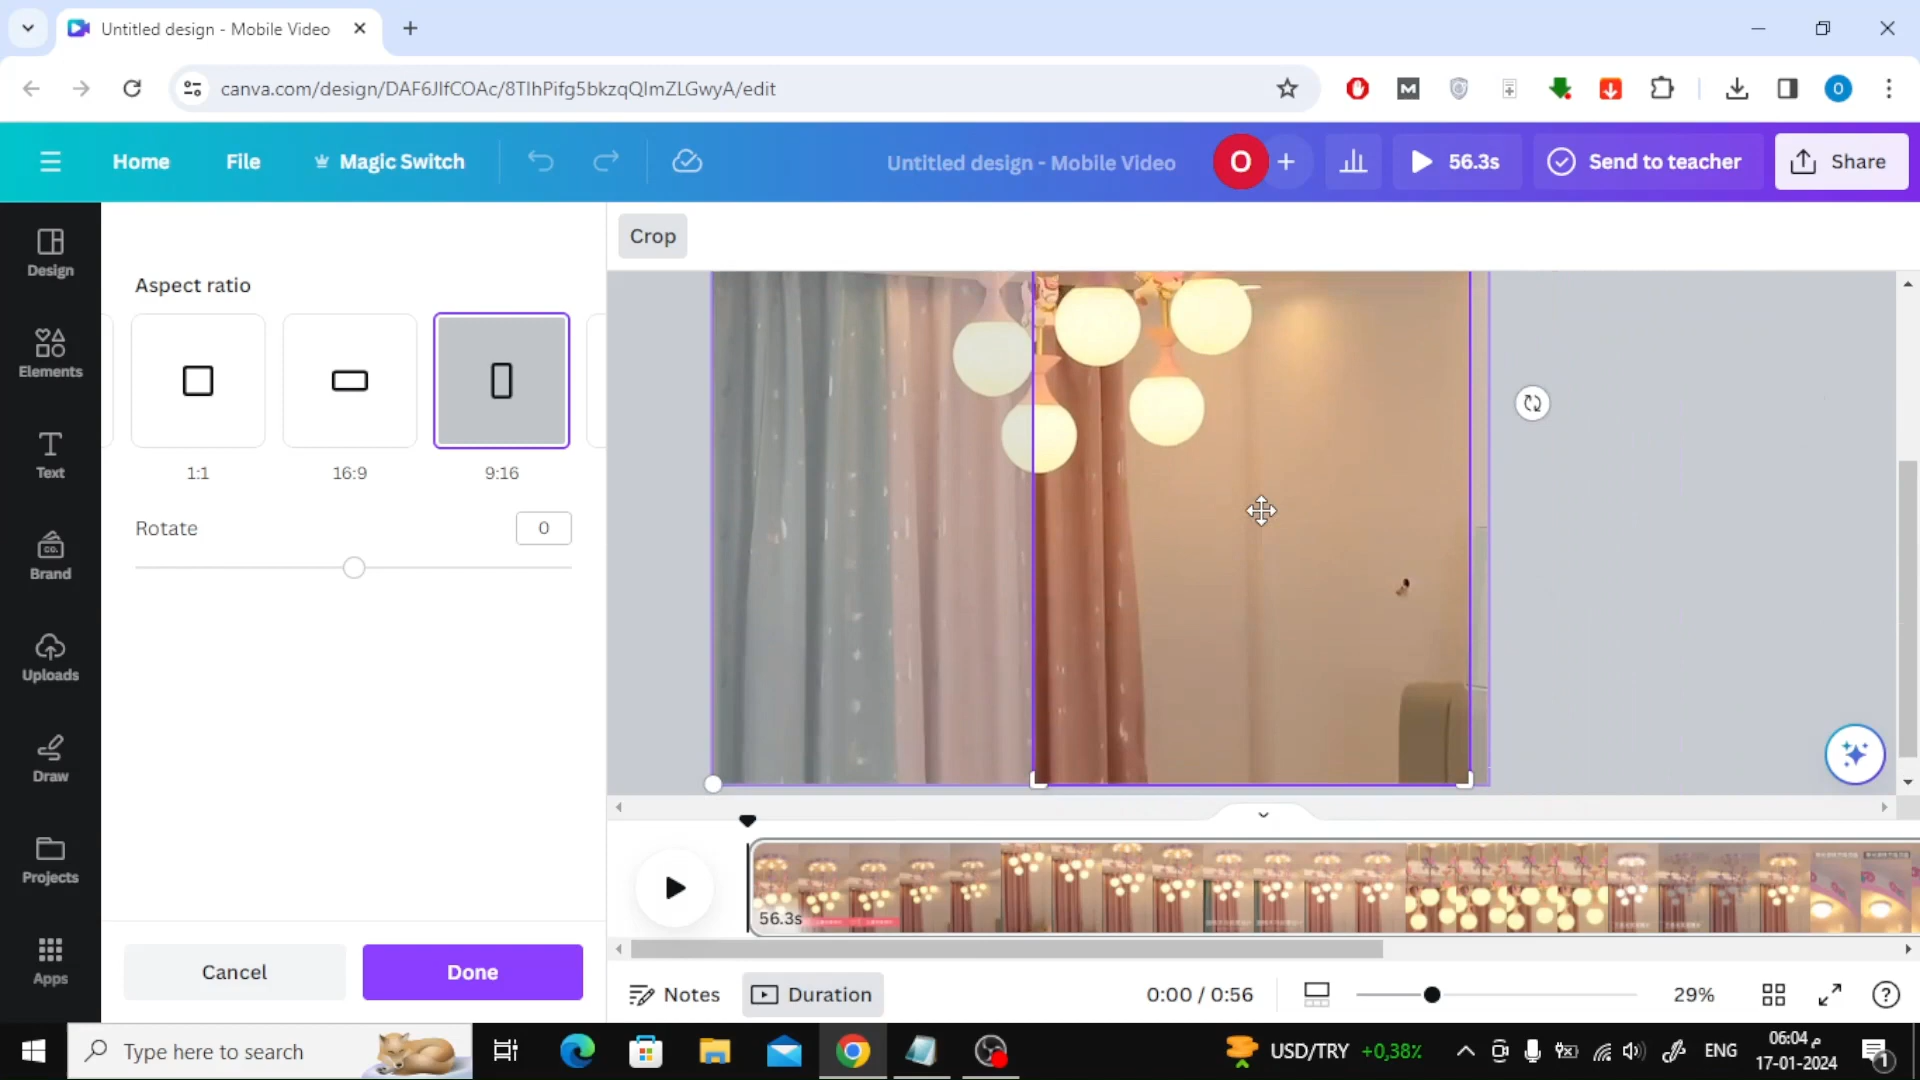 Untitled design - Mobile Video
canva.com/design/DAF6JIfCOAc/8TIhPifg5bkzqQlmZLGwyA/edit
O
Home
File
Magic Switch
Untitled design - Mobile Video
O
56.3s
Send to teacher
Share
Crop
Design
Elements
Text
Brand
Uploads
Draw
Projects
Apps
Aspect ratio
1:1
16:9
9:16
Rotate
0
Cancel
Done
56.3s
Notes
Duration
0:00 / 0:56
29%
Type here to search
USD/TRY
+0,38%
ENG
06:04 م
17-01-2024
1